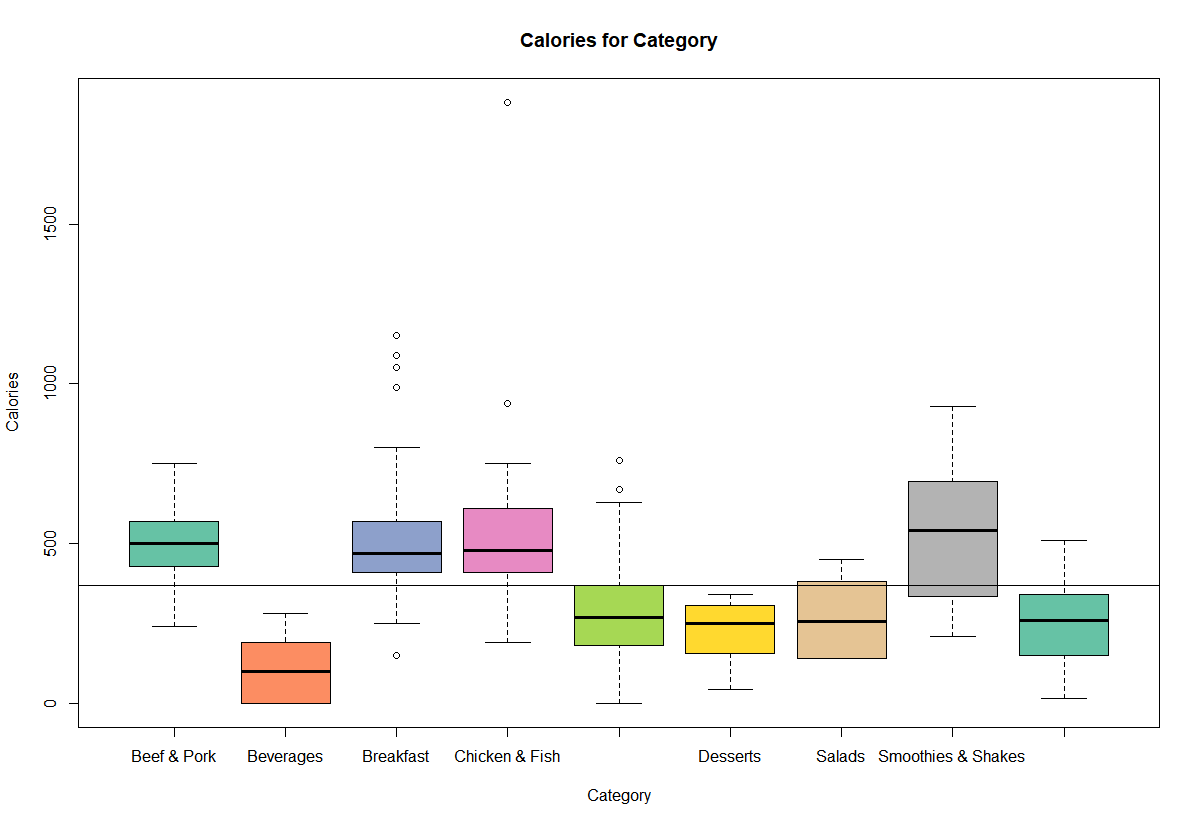 Calories for Category
Calories
1500
1000
500
0
Beef & Pork Beverages Breakfast Chicken & Fish Desserts Salads Smoothies & Shakes
Category